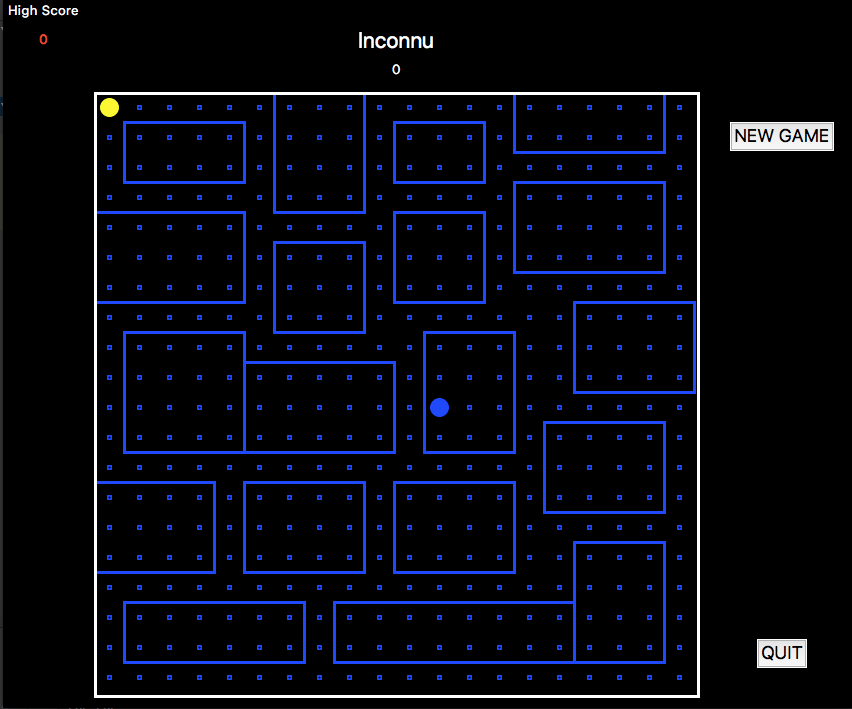 High Score
0
Inconnu
0
NEW GAME
QUIT